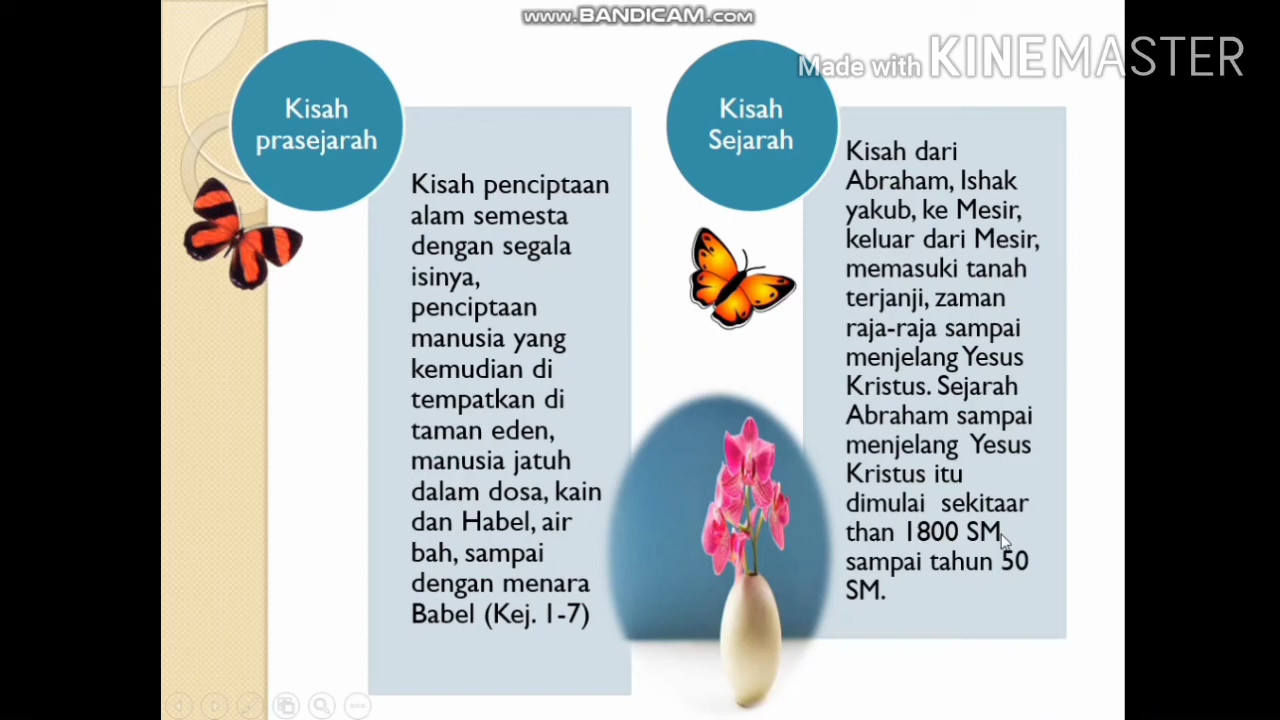 www.BANDICAM.com
Made with KINEMASTER
Kisah
prasejarah
Kisah penciptaan
alam semesta
dengan segala
isinya,
penciptaan
manusia yang
kemudian di
tempatkan di
taman eden,
manusia jatuh
dalam dosa, kain
dan Habel, air
bah, sampai
dengan menara
Babel (Kej. 1-7)
Kisah
Sejarah
Kisah dari
Abraham, Ishak
yakub, ke Mesir,
keluar dari Mesir,
memasuki tanah
terjanji, zaman
raja-raja sampai
menjelang Yesus
Kristus. Sejarah
Abraham sampai
menjelang Yesus
Kristus itu
dimulai sekitaar
than 1800 SM
sampai tahun 50
SM.